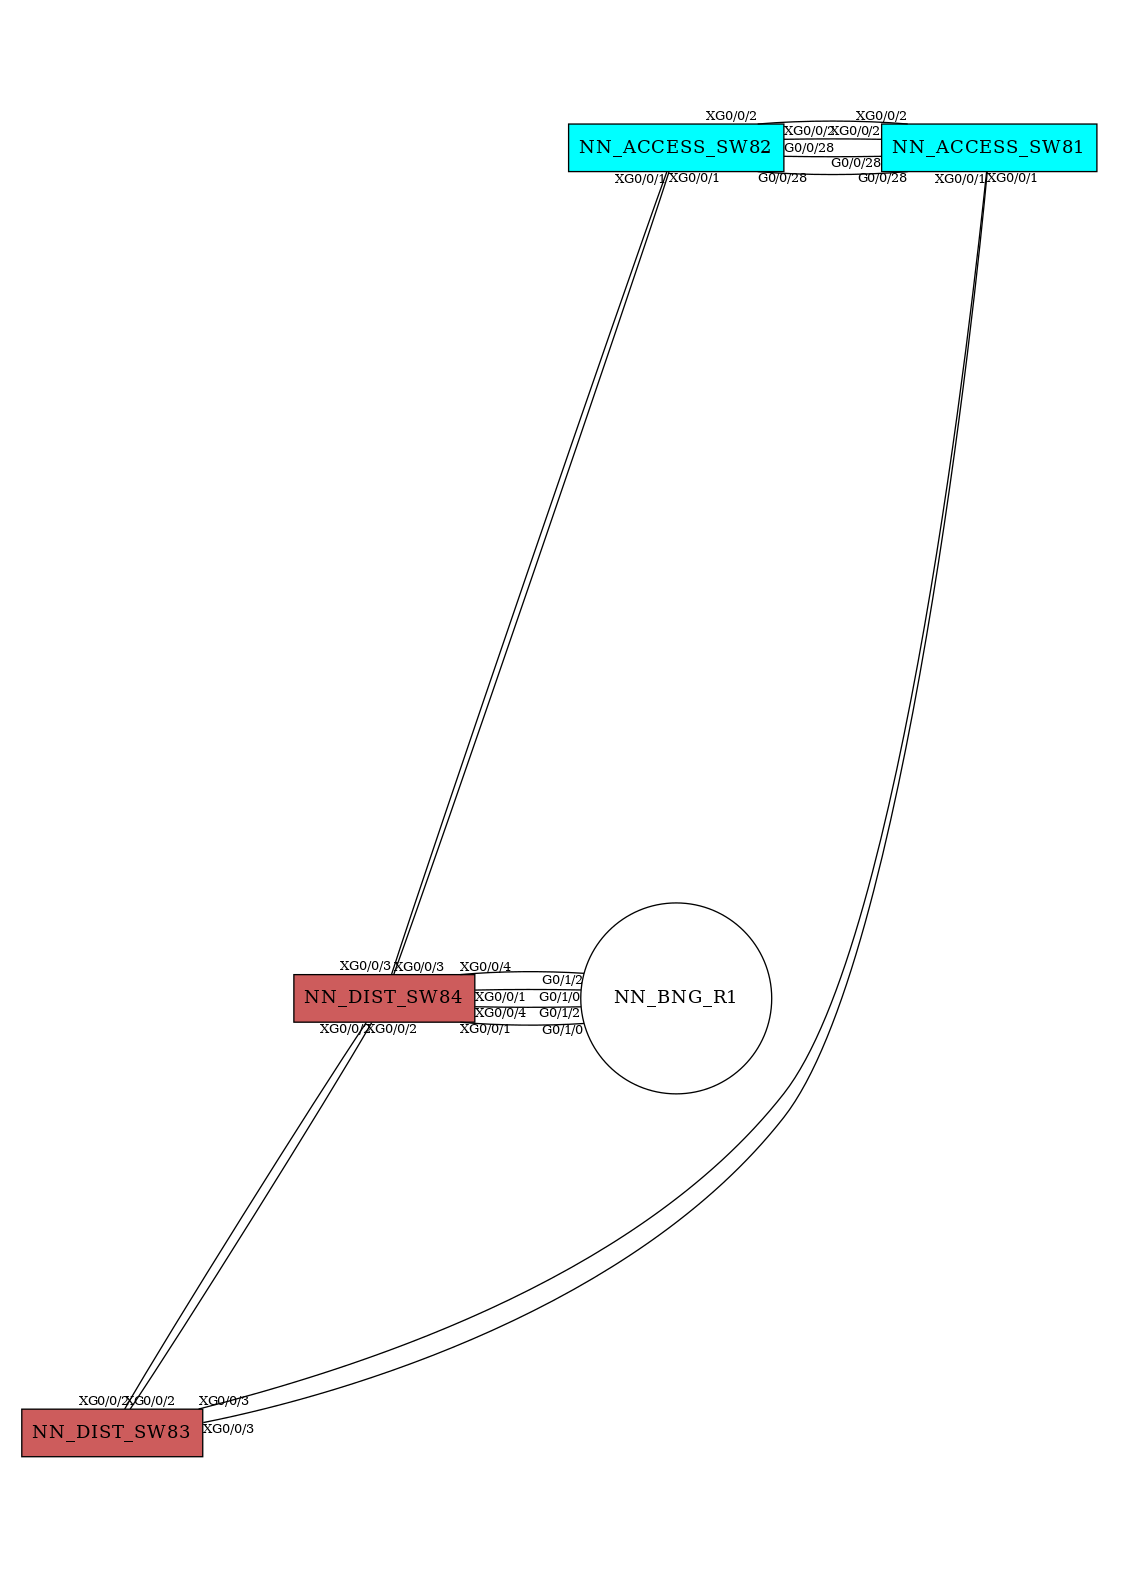 XG0/0/2 XG0/0/2
XG0/0/2 XG0/0/2
NN_ACCESS_SW82 G0/0/28 NN_ACCESS_SW81
G0/0/28
XG0/0/1 XG0/0/1 G0/0/28 G0/0/28 XG0/0/1 XG0/0/1
XG0/0/3 XG0/0/3 XG0/0/4
G0/1/2
NN_DIST_SW84 XG0/0/1 G0/1/0 NN_BNG_R1
XG0/0/4 G0/1/2
XG0/0/2 XG0/0/2 XG0/0/1 G0/1/0
XG0/0/2 XG0/0/2 XG0/0/3
NN_DIST_SW83 XG0/0/3